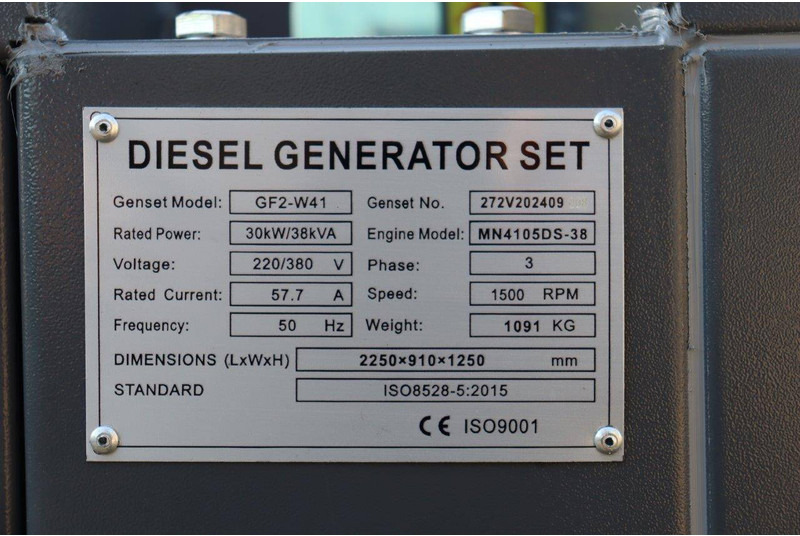 DIESEL GENERATOR SET
Genset Model: GF2-W41 Genset No. 272V202409
Rated Power: 30kW/38kVA Engine Model: MN4105DS-38
Voltage: 220/380 V Phase: 3
Rated Current: 57.7 A Speed: 1500 RPM
Frequency: 50 Hz Weight: 1091 KG
DIMENSIONS (LxWxH) 2250×910×1250 mm
STANDARD ISO8528-5:2015
CE ISO9001